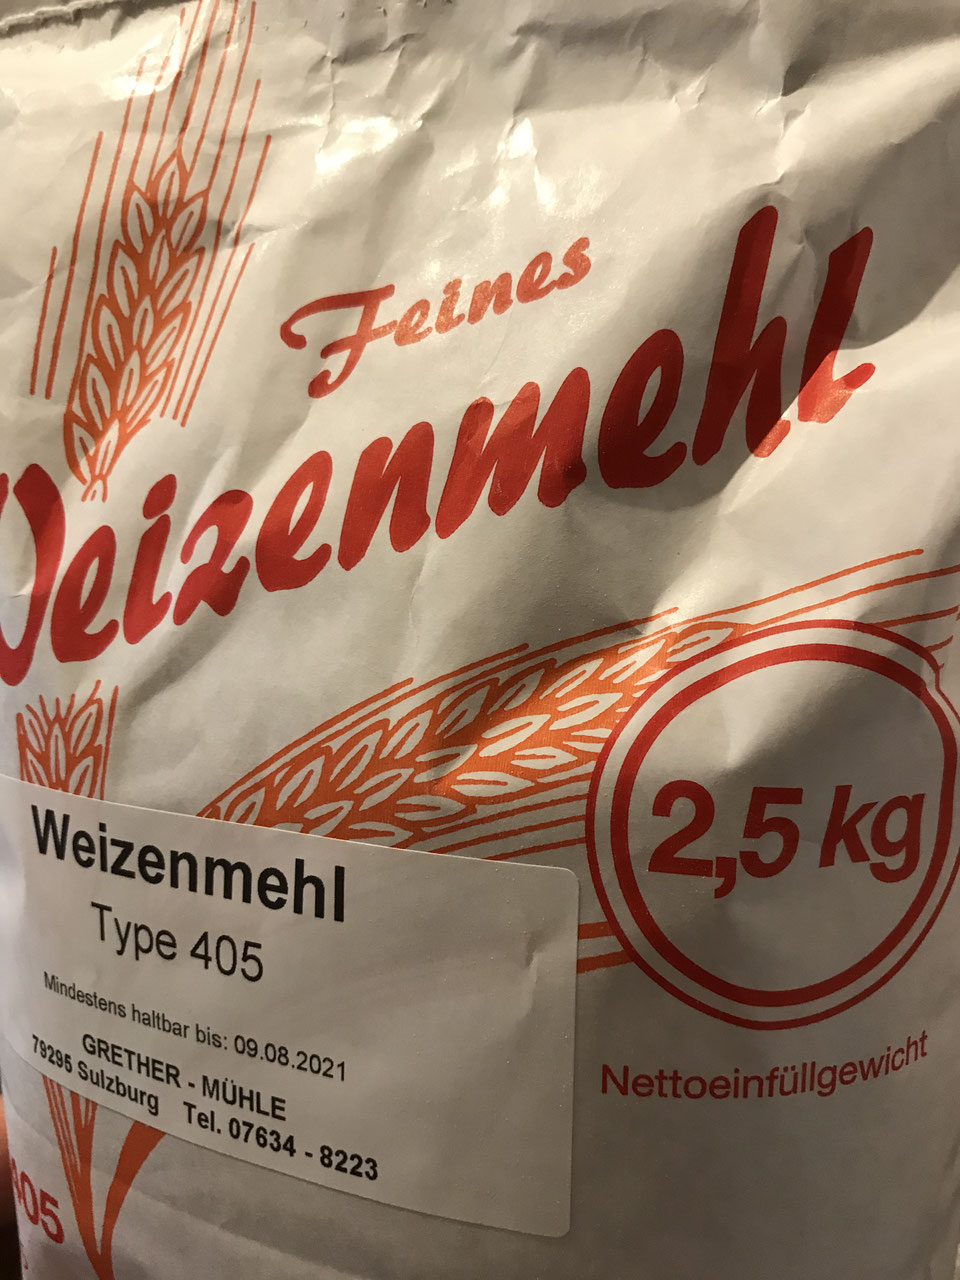 Feines
Weizenmehl
2,5 kg
Nettoeinfüllgewicht
Weizenmehl
Type 405
Mindestens haltbar bis: 09.08.2021
GRETHER - MÜHLE
79295 Sulzburg Tel. 07634 - 8223
405